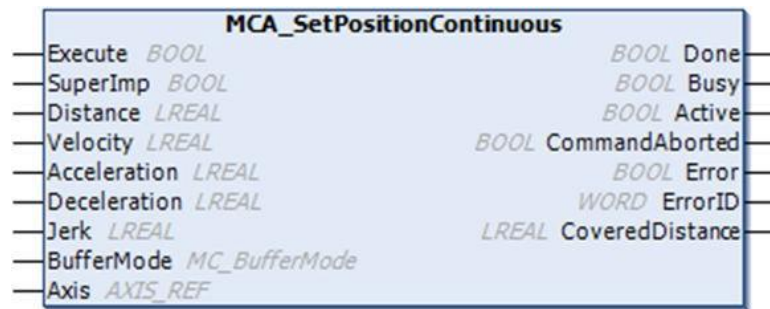 MCA_SetPositionContinuous
Execute BOOL BOOL Done
SuperImp BOOL BOOL Busy
Distance LREAL BOOL Active
Velocity LREAL BOOL CommandAborted
Acceleration LREAL BOOL Error
Deceleration LREAL WORD ErrorID
Jerk LREAL LREAL CoveredDistance
BufferMode MC_BufferMode
Axis AXIS_REF